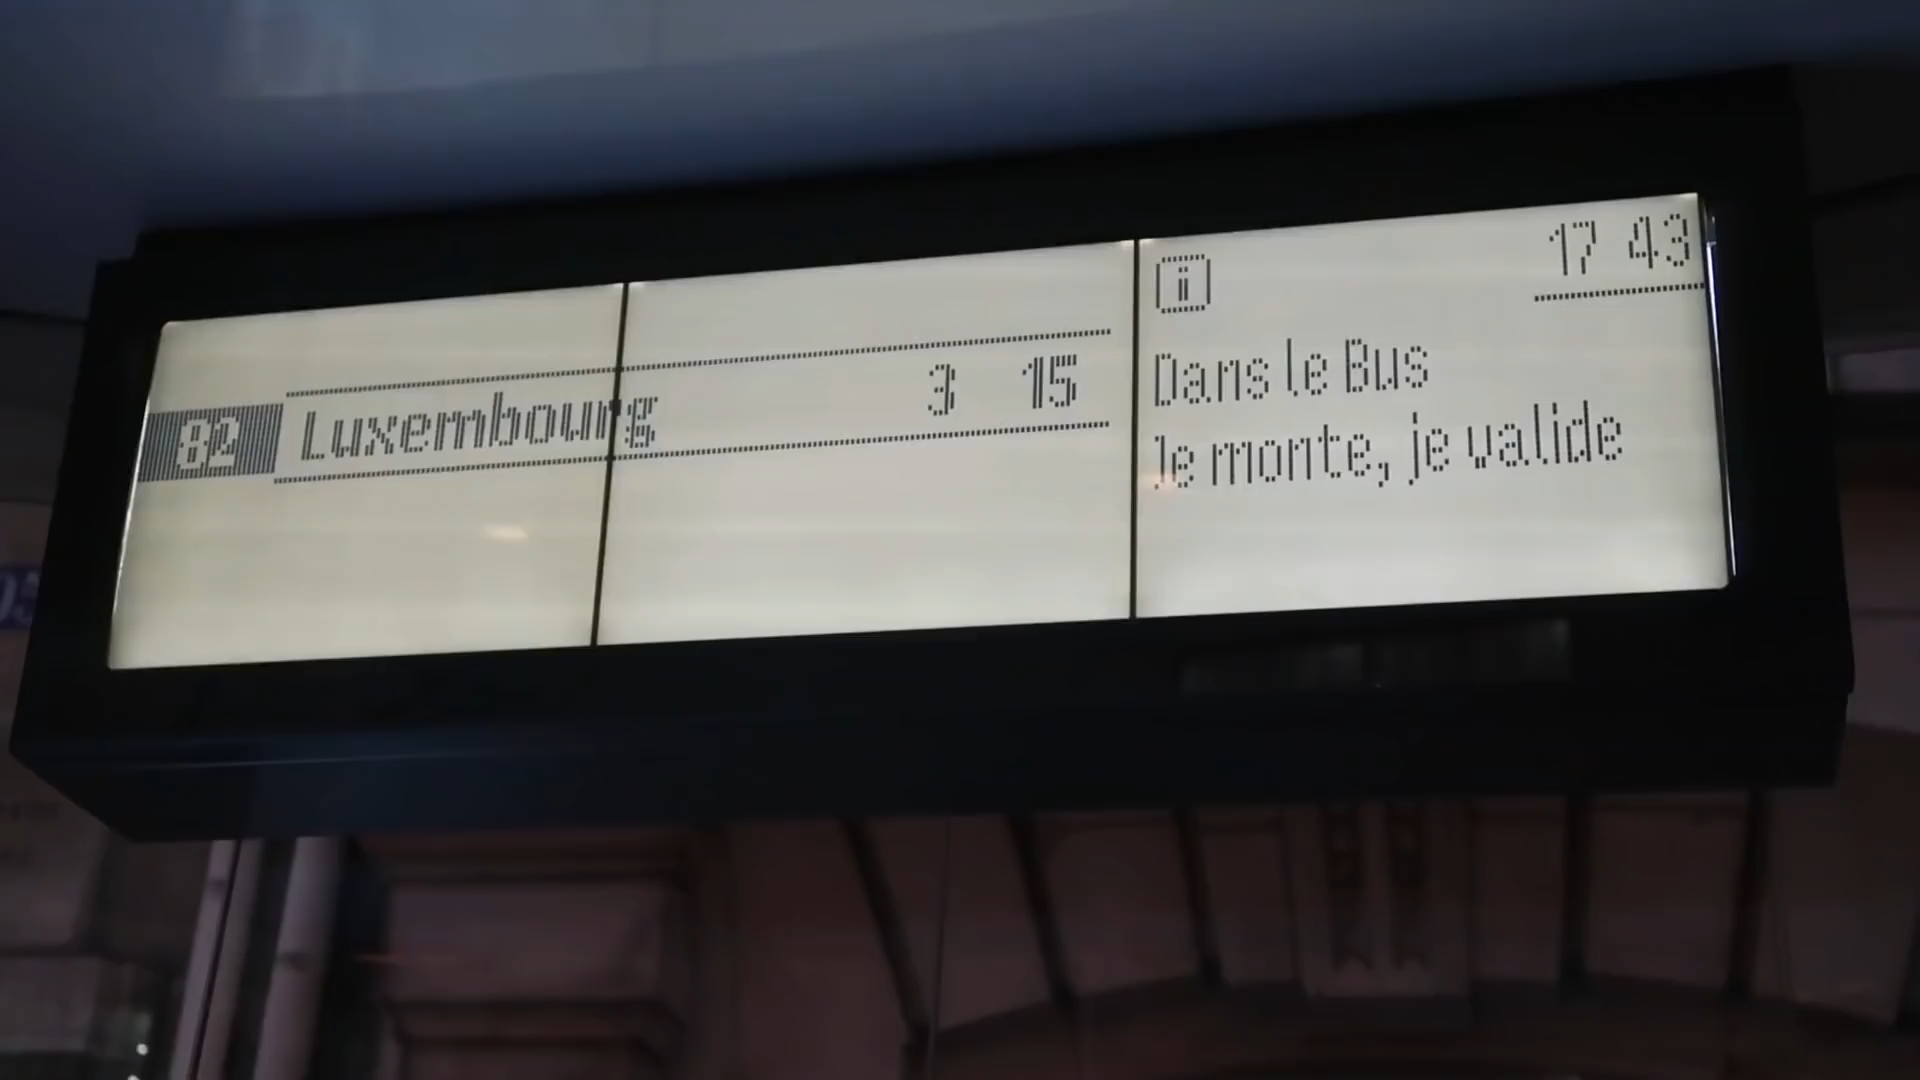 82 Luxembourg 3 15
17 43
i
Dans le Bus
Je monte, je valide